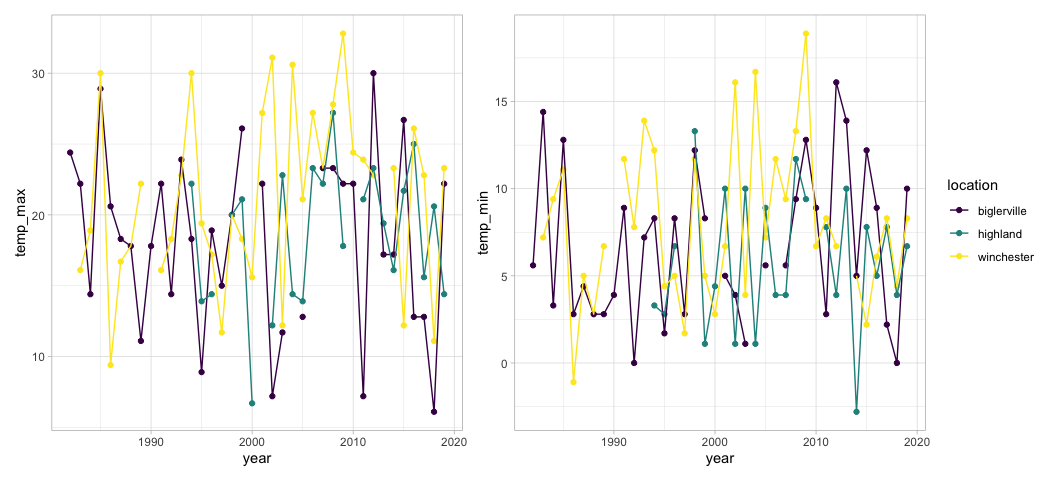 temp_max
30
20
10
1990
2000
2010
2020
year
temp_min
15
10
5
0
1990
2000
2010
2020
year
location
biglerville
highland
winchester